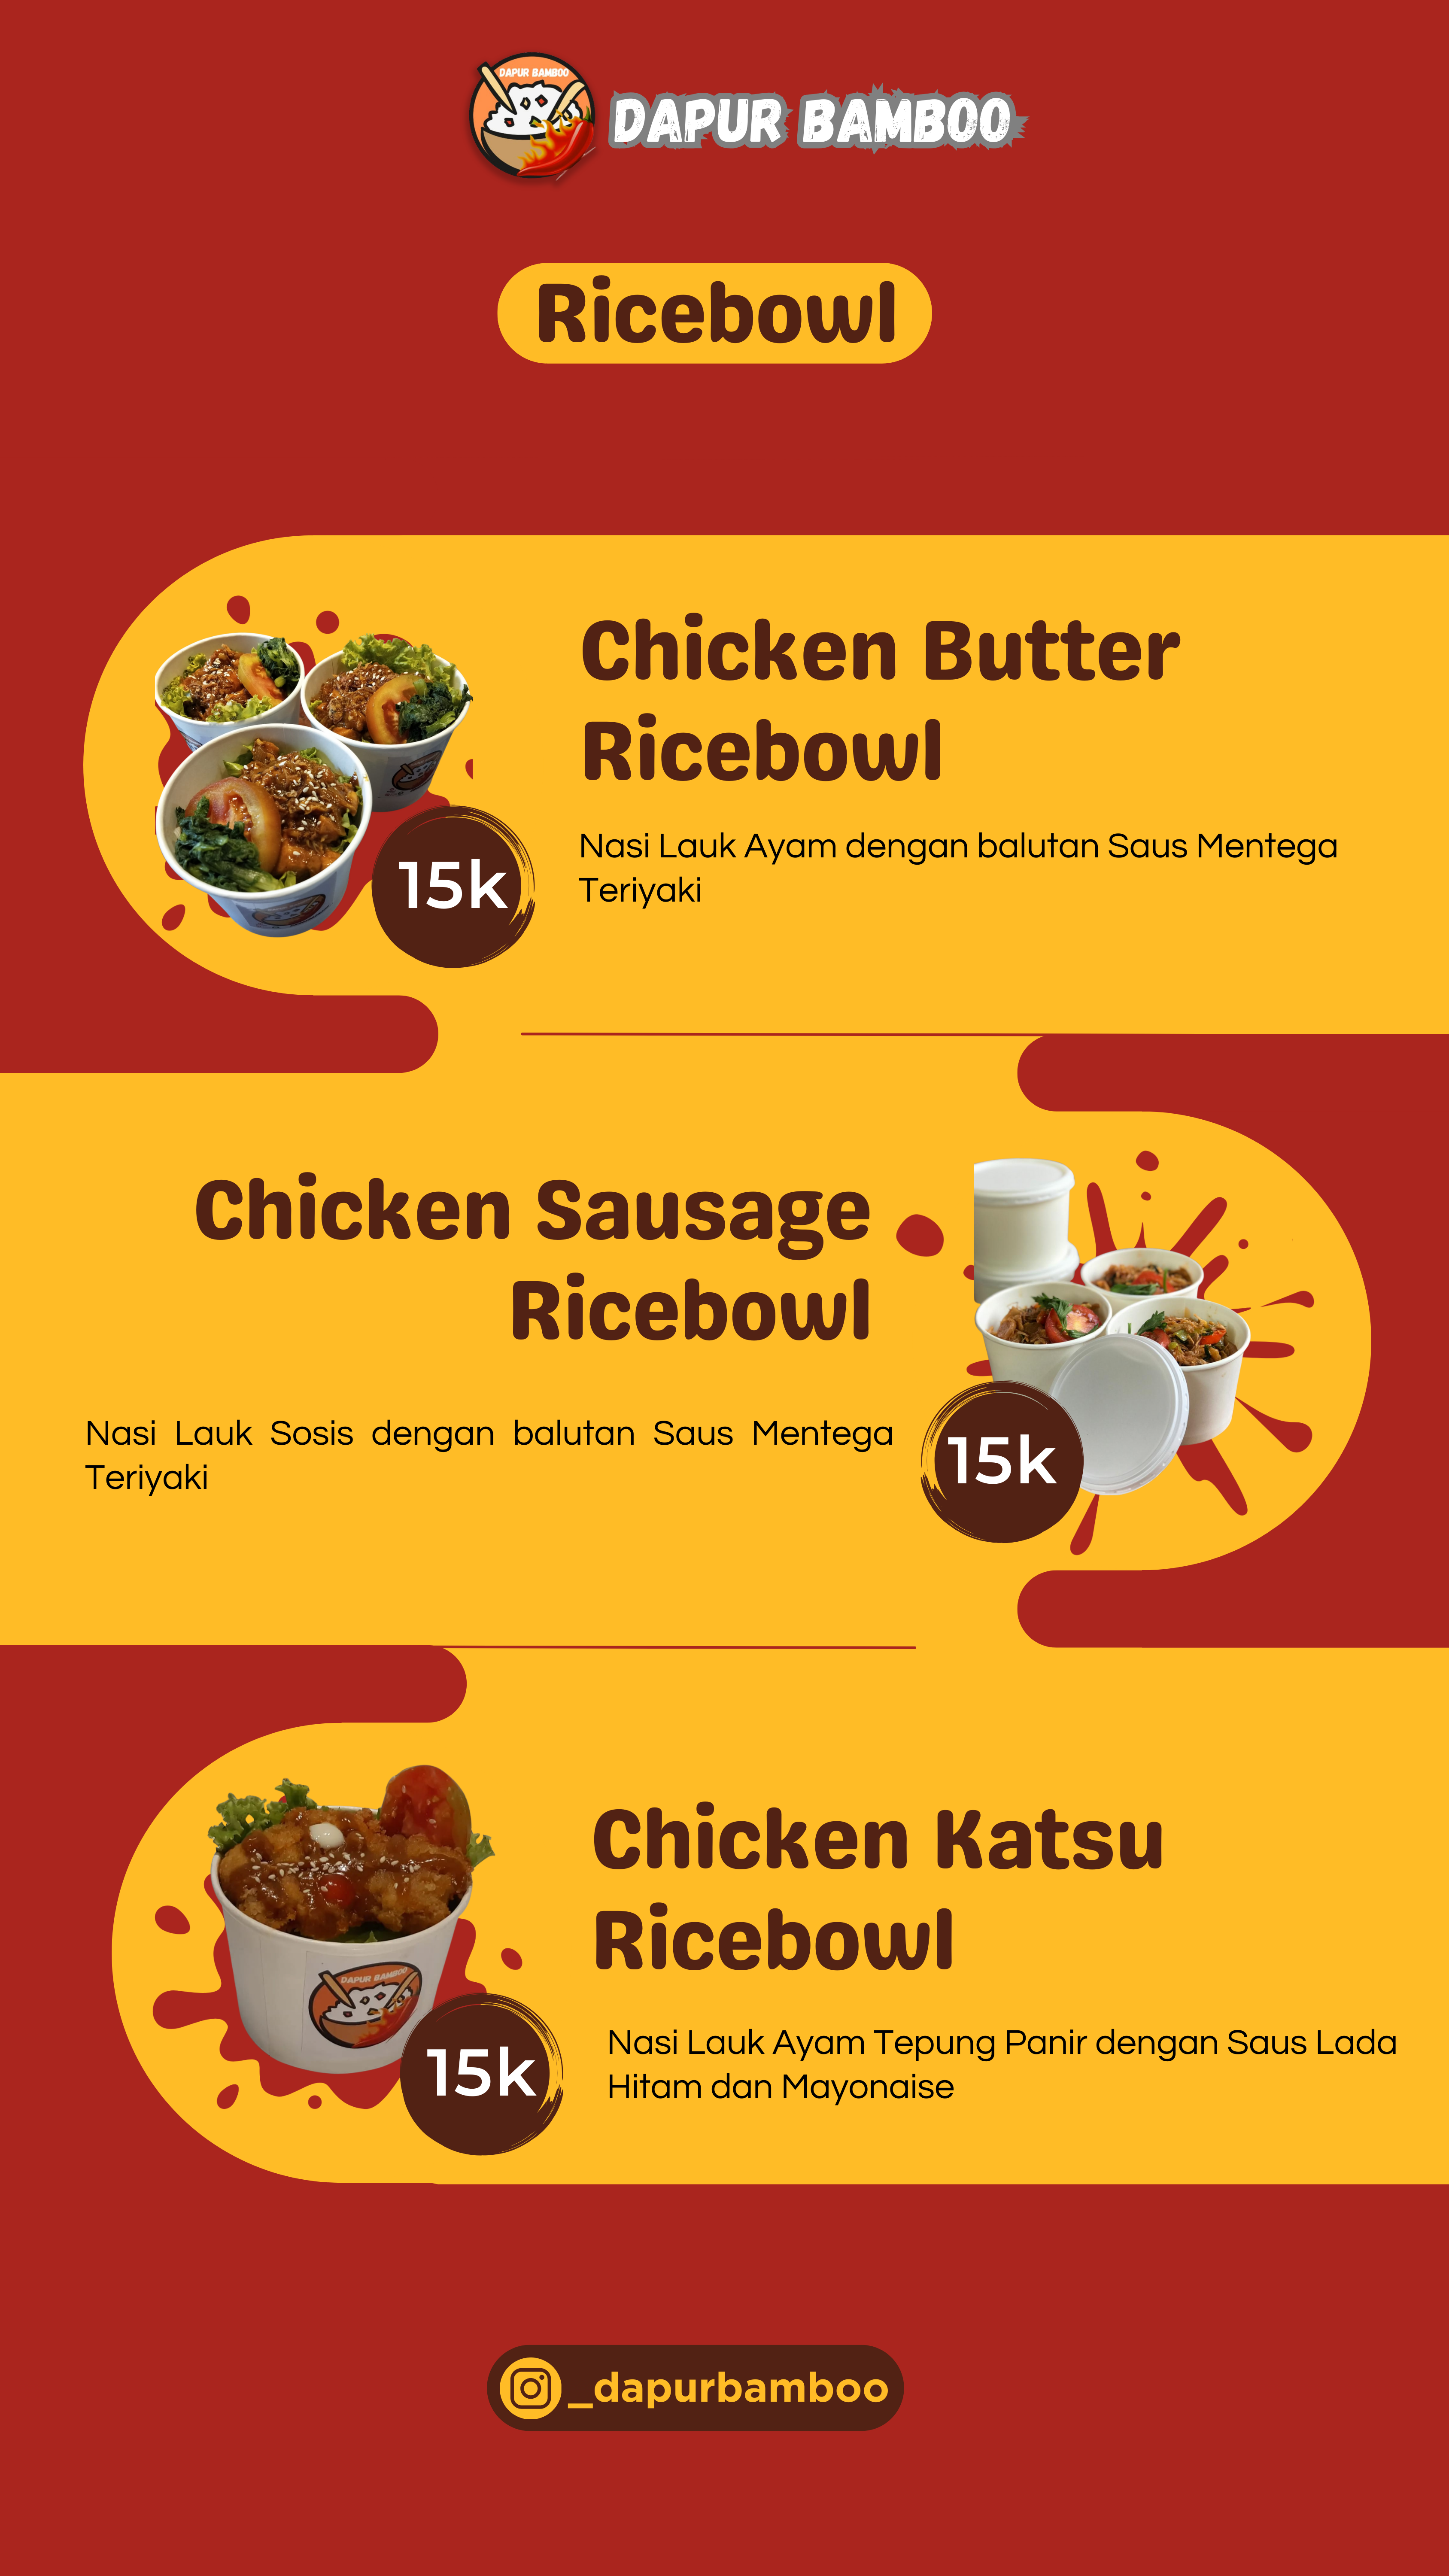 DAPUR BAMBOO
DAPUR BAMBOO
Ricebowl
Chicken Butter
Ricebowl
Nasi Lauk Ayam dengan balutan Saus Mentega
Teriyaki
15k
Chicken Sausage
Ricebowl
Nasi Lauk Sosis dengan balutan Saus Mentega
Teriyaki
15k
Chicken Katsu
Ricebowl
Nasi Lauk Ayam Tepung Panir dengan Saus Lada
Hitam dan Mayonaise
DAPUR BAMBOO
15k
_dapurbamboo